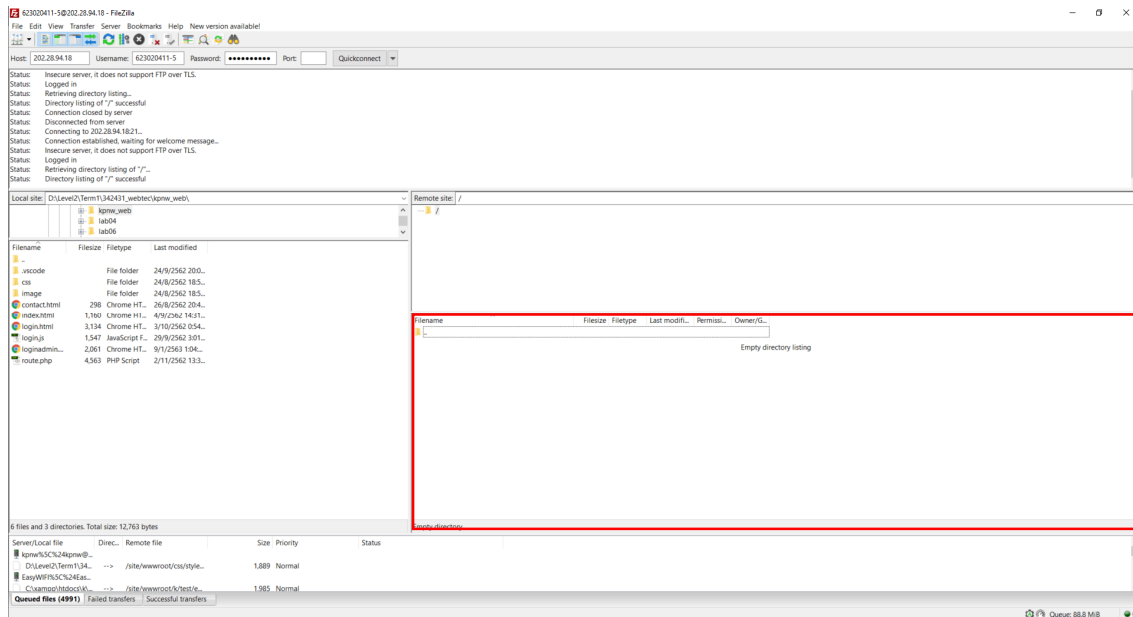 623020411-5@202.28.94.18 - FileZilla
File Edit View Transfer Server Bookmarks Help New version available!
Host: 202.28.94.18 Username: 623020411-5 Password: ●●●●●●●●●● Port: Quickconnect
Status: Insecure server, it does not support FTP over TLS.
Status: Logged in
Status: Retrieving directory listing...
Status: Directory listing of "/" successful
Status: Connection closed by server
Status: Disconnected from server
Status: Connecting to 202.28.94.18:21...
Status: Connection established, waiting for welcome message...
Status: Insecure server, it does not support FTP over TLS.
Status: Logged in
Status: Retrieving directory listing of "/"...
Status: Directory listing of "/" successful
Local site: D:\Level2\Term1\342431_webtec\kpnw_web\
kpnw_web
lab04
lab06
Filename Filesize Filetype Last modified
..
.vscode File folder 24/9/2562 20:0...
css File folder 24/8/2562 18:5...
image File folder 24/8/2562 18:5...
contact.html 298 Chrome HT... 26/8/2562 20:4...
index.html 1,160 Chrome HT... 4/9/2562 14:31...
login.html 3,134 Chrome HT... 3/10/2562 0:54...
login.js 1,547 JavaScript F... 29/9/2562 3:01...
loginadmin.... 2,061 Chrome HT... 9/1/2563 1:04:...
route.php 4,563 PHP Script 2/11/2562 13:3...
6 files and 3 directories. Total size: 12,763 bytes
Remote site: /
/
Filename Filesize Filetype Last modifi... Permissi... Owner/G...
..
Empty directory listing
Empty directory.
Server/Local file Direc... Remote file Size Priority Status
kpnw%5C%24kpnw@...
D:\Level2\Term1\34... --> /site/wwwroot/css/style... 1,889 Normal
EasyWIFI%5C%24Eas...
C:\xampp\htdocs\k\... --> /site/wwwroot/k/test/e... 1,985 Normal
Queued files (4991) Failed transfers Successful transfers
Queue: 88.8 MiB